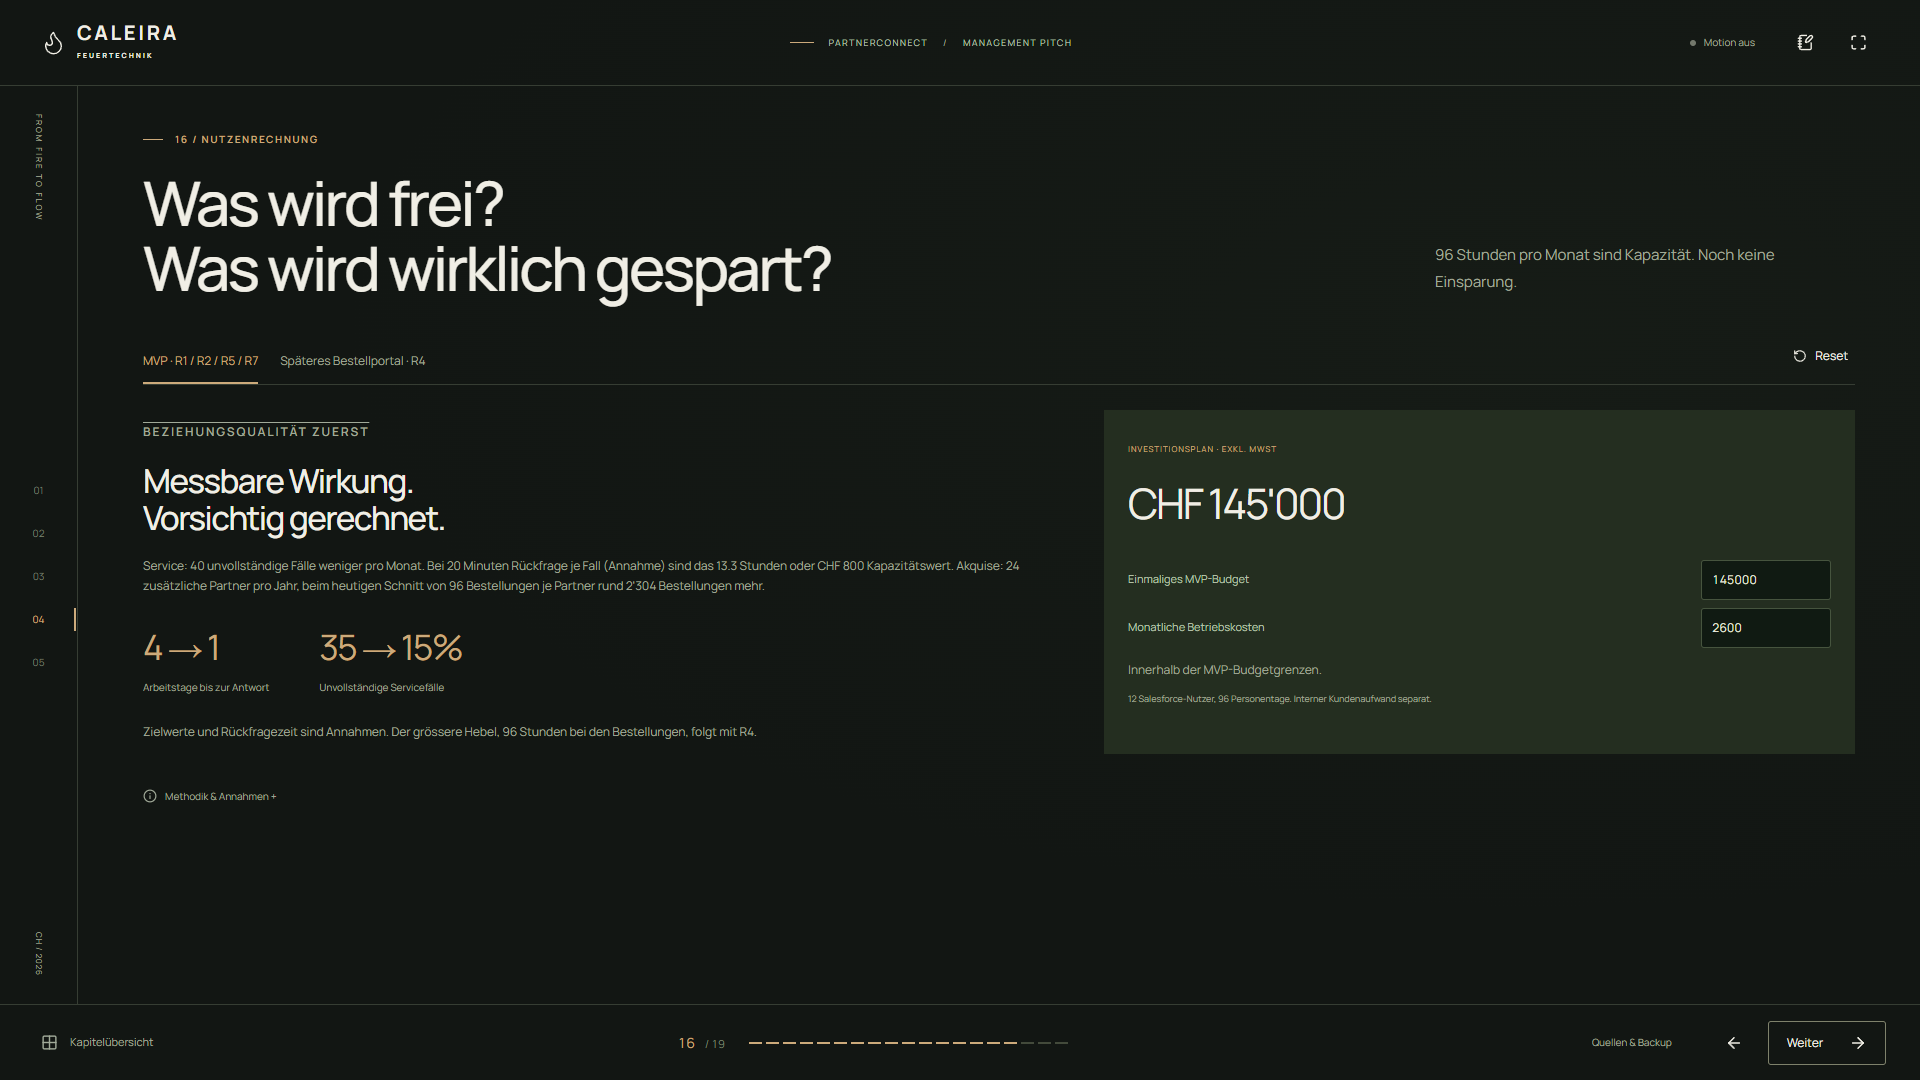 CALEIRA
FEUERTECHNIK
PARTNERCONNECT / MANAGEMENT PITCH
Motion aus
FROM FIRE TO FLOW
16 / NUTZENRECHNUNG
Was wird frei?
Was wird wirklich gespart?
96 Stunden pro Monat sind Kapazität. Noch keine
Einsparung.
MVP · R1 / R2 / R5 / R7
Späteres Bestellportal · R4
Reset
BEZIEHUNGSQUALITÄT ZUERST
Messbare Wirkung.
Vorsichtig gerechnet.
Service: 40 unvollständige Fälle weniger pro Monat. Bei 20 Minuten Rückfrage je Fall (Annahme) sind das 13.3 Stunden oder CHF 800 Kapazitätswert. Akquise: 24
zusätzliche Partner pro Jahr, beim heutigen Schnitt von 96 Bestellungen je Partner rund 2'304 Bestellungen mehr.
4→1
Arbeitstage bis zur Antwort
35→15%
Unvollständige Servicefälle
Zielwerte und Rückfragezeit sind Annahmen. Der grössere Hebel, 96 Stunden bei den Bestellungen, folgt mit R4.
Methodik & Annahmen +
INVESTITIONSPLAN · EXKL. MWST
CHF 145'000
Einmaliges MVP-Budget
145000
Monatliche Betriebskosten
2600
Innerhalb der MVP-Budgetgrenzen.
12 Salesforce-Nutzer, 96 Personentage. Interner Kundenaufwand separat.
01
02
03
04
05
CH / 2026
Kapitelübersicht
16 / 19
Quellen & Backup
Weiter